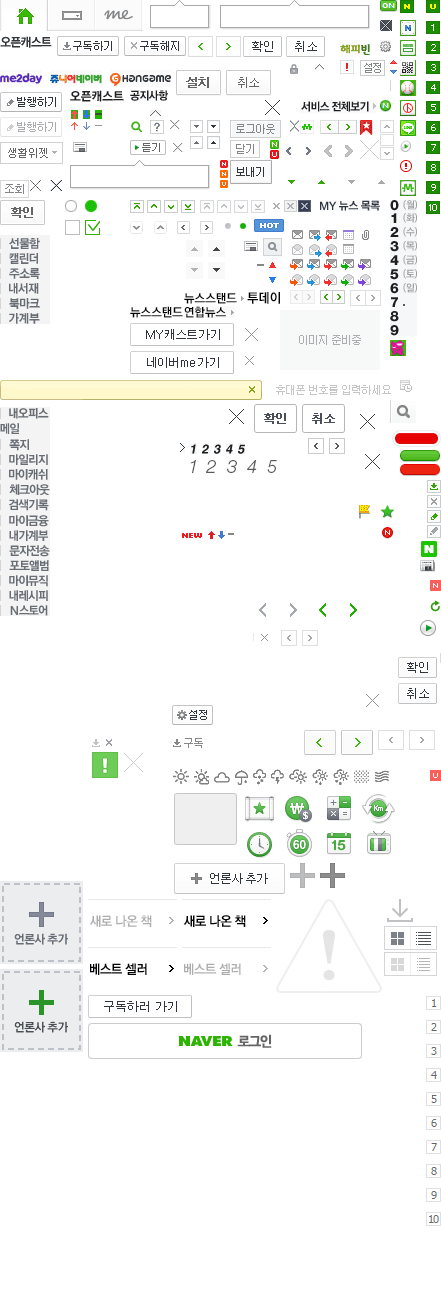 me
ON N U
오픈캐스트 구독하기 구독해지 확인 취소 해피빈
me2day 쥬니어네이버 HANGAME 설치 취소 설정
발행하기 오픈캐스트 공지사항 서비스 전체보기
발행하기 로그아웃
생활위젯 듣기 닫기
보내기
조회
확인 MY 뉴스 목록
HOT
1
2
3
4
5
6
7
8
9
10
0 (월)
1 (화)
2 (수)
3 (목)
4 (금)
5 (토)
6 (일)
7 .
8
9
선물함
캘린더
주소록
내서재
북마크
가계부
뉴스스탠드 투데이
뉴스스탠드 연합뉴스
MY캐스트가기
네이버me가기
이미지 준비중
휴대폰 번호를 입력하세요
내오피스
메일
쪽지
마일리지
마이캐쉬
체크아웃
검색기록
마이금융
내가계부
문자전송
포토앨범
마이뮤직
내레시피
N스토어
확인 취소
1 2 3 4 5
1 2 3 4 5
NEW
N
확인
취소
설정
구독
U
Km
60 15
언론사 추가
언론사 추가
새로 나온 책 새로 나온 책
베스트 셀러 베스트 셀러
언론사 추가
구독하러 가기
NAVER 로그인
1
2
3
4
5
6
7
8
9
10